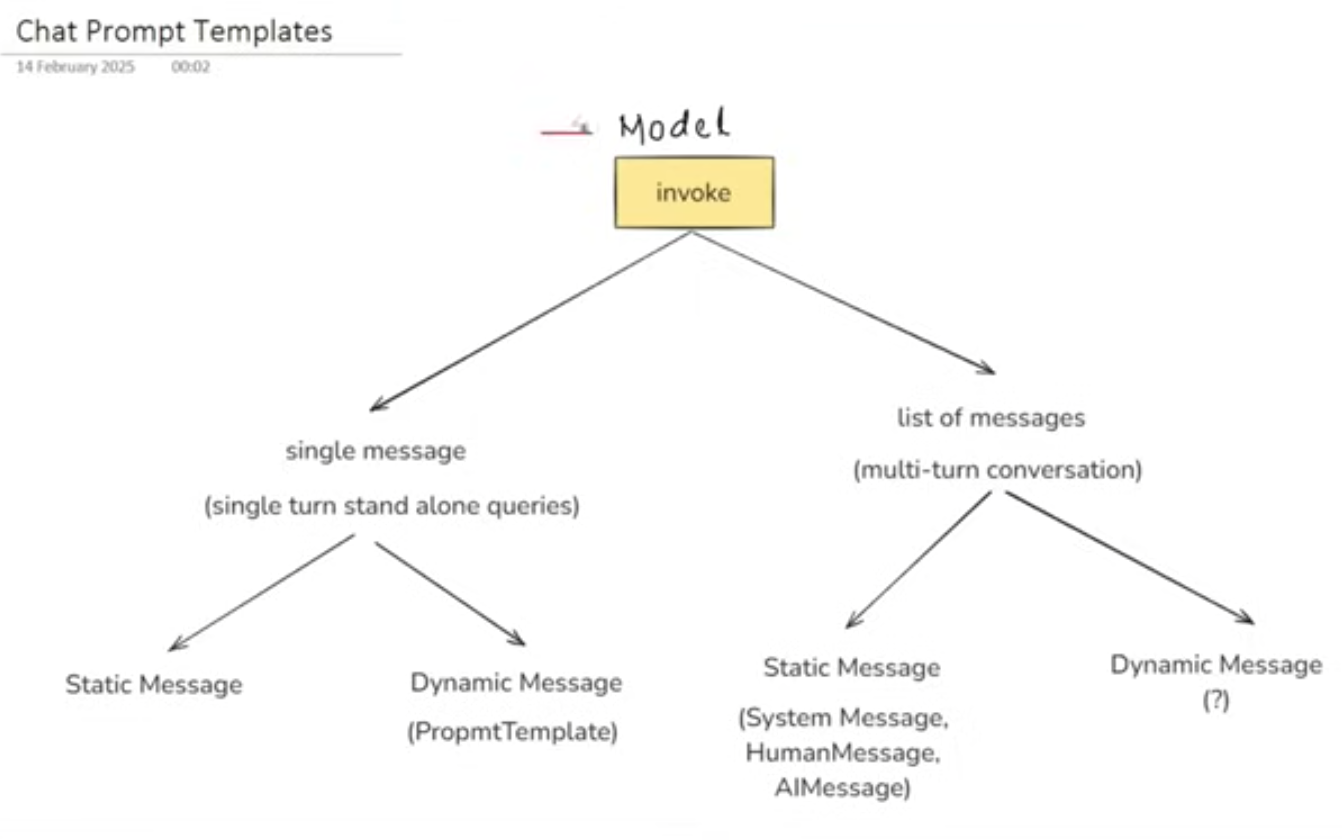 Chat Prompt Templates
14 February 2025 00:02
Model
invoke
single message
(single turn stand alone queries)
list of messages
(multi-turn conversation)
Static Message
Dynamic Message
(PropmtTemplate)
Static Message
(System Message,
HumanMessage,
AIMessage)
Dynamic Message
(?)